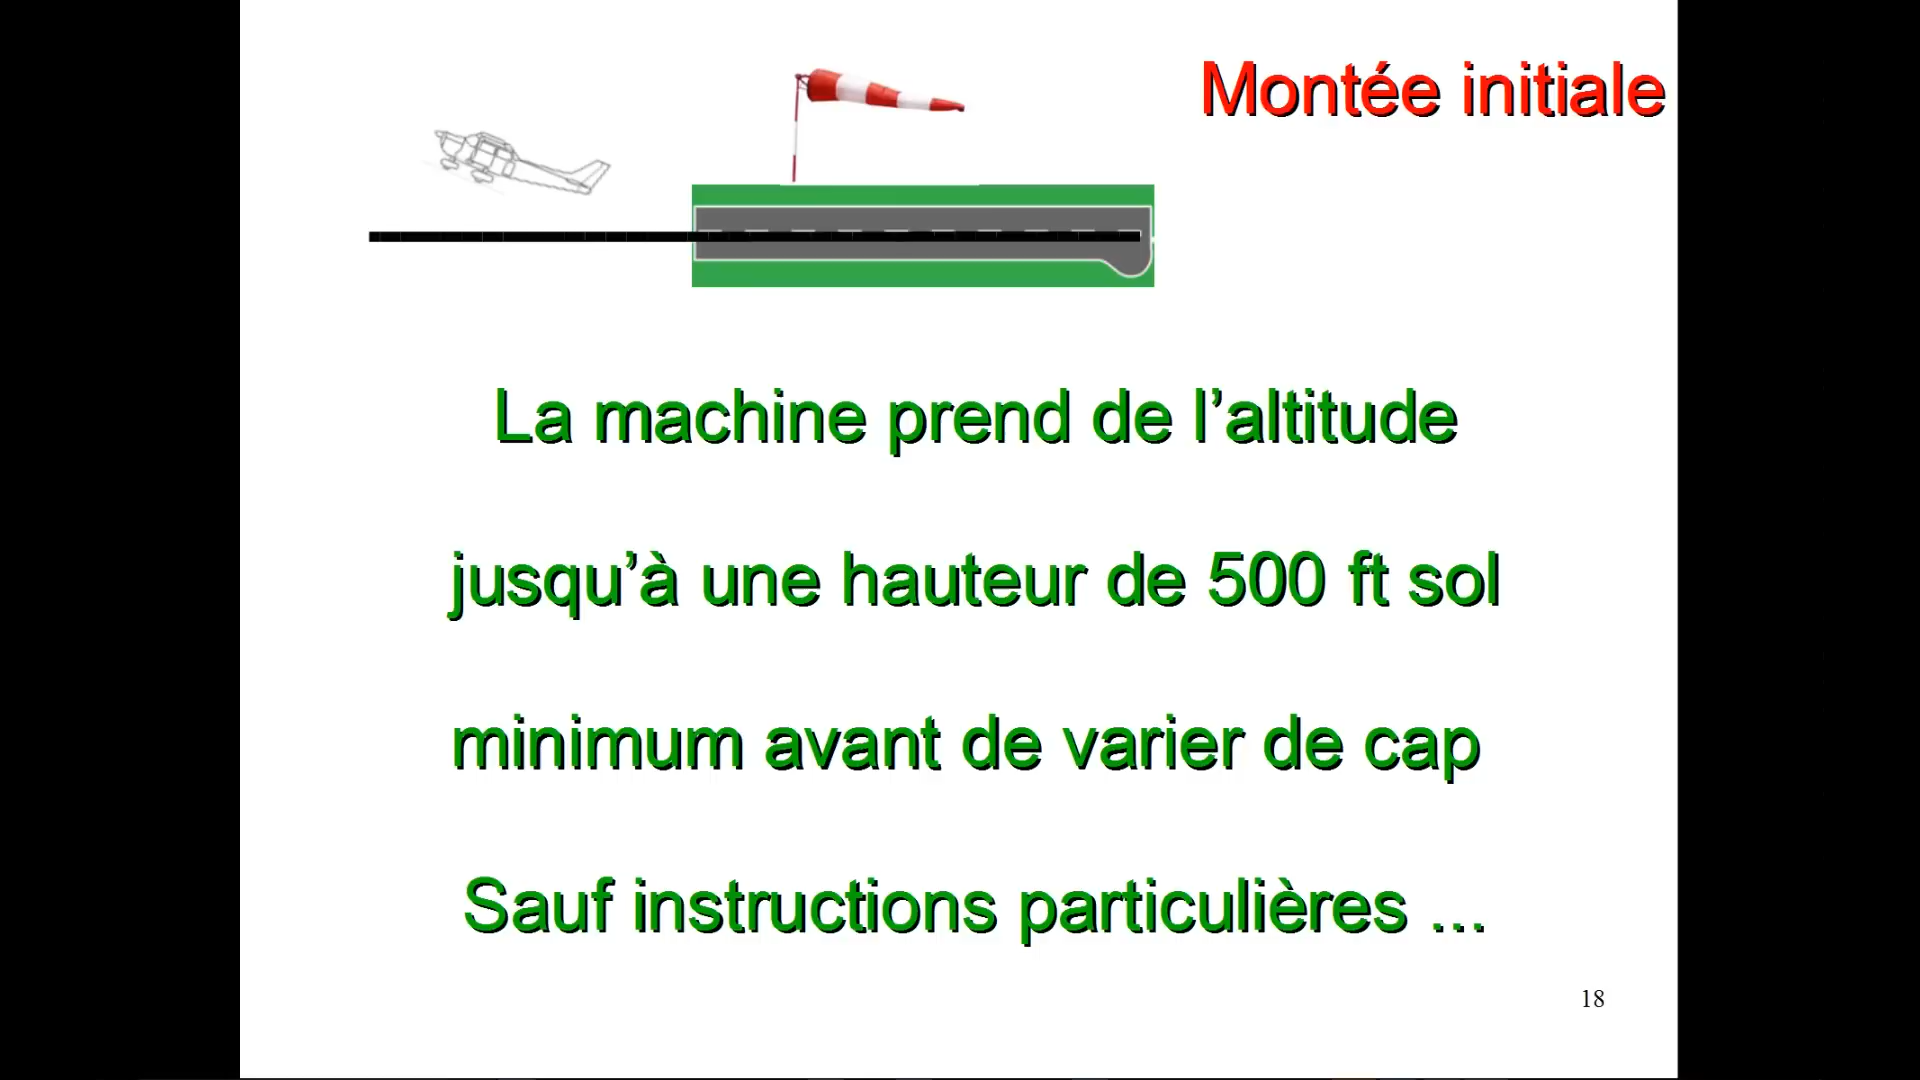 Montée initiale
La machine prend de l’altitude
jusqu’à une hauteur de 500 ft sol
minimum avant de varier de cap
Sauf instructions particulières ...
18